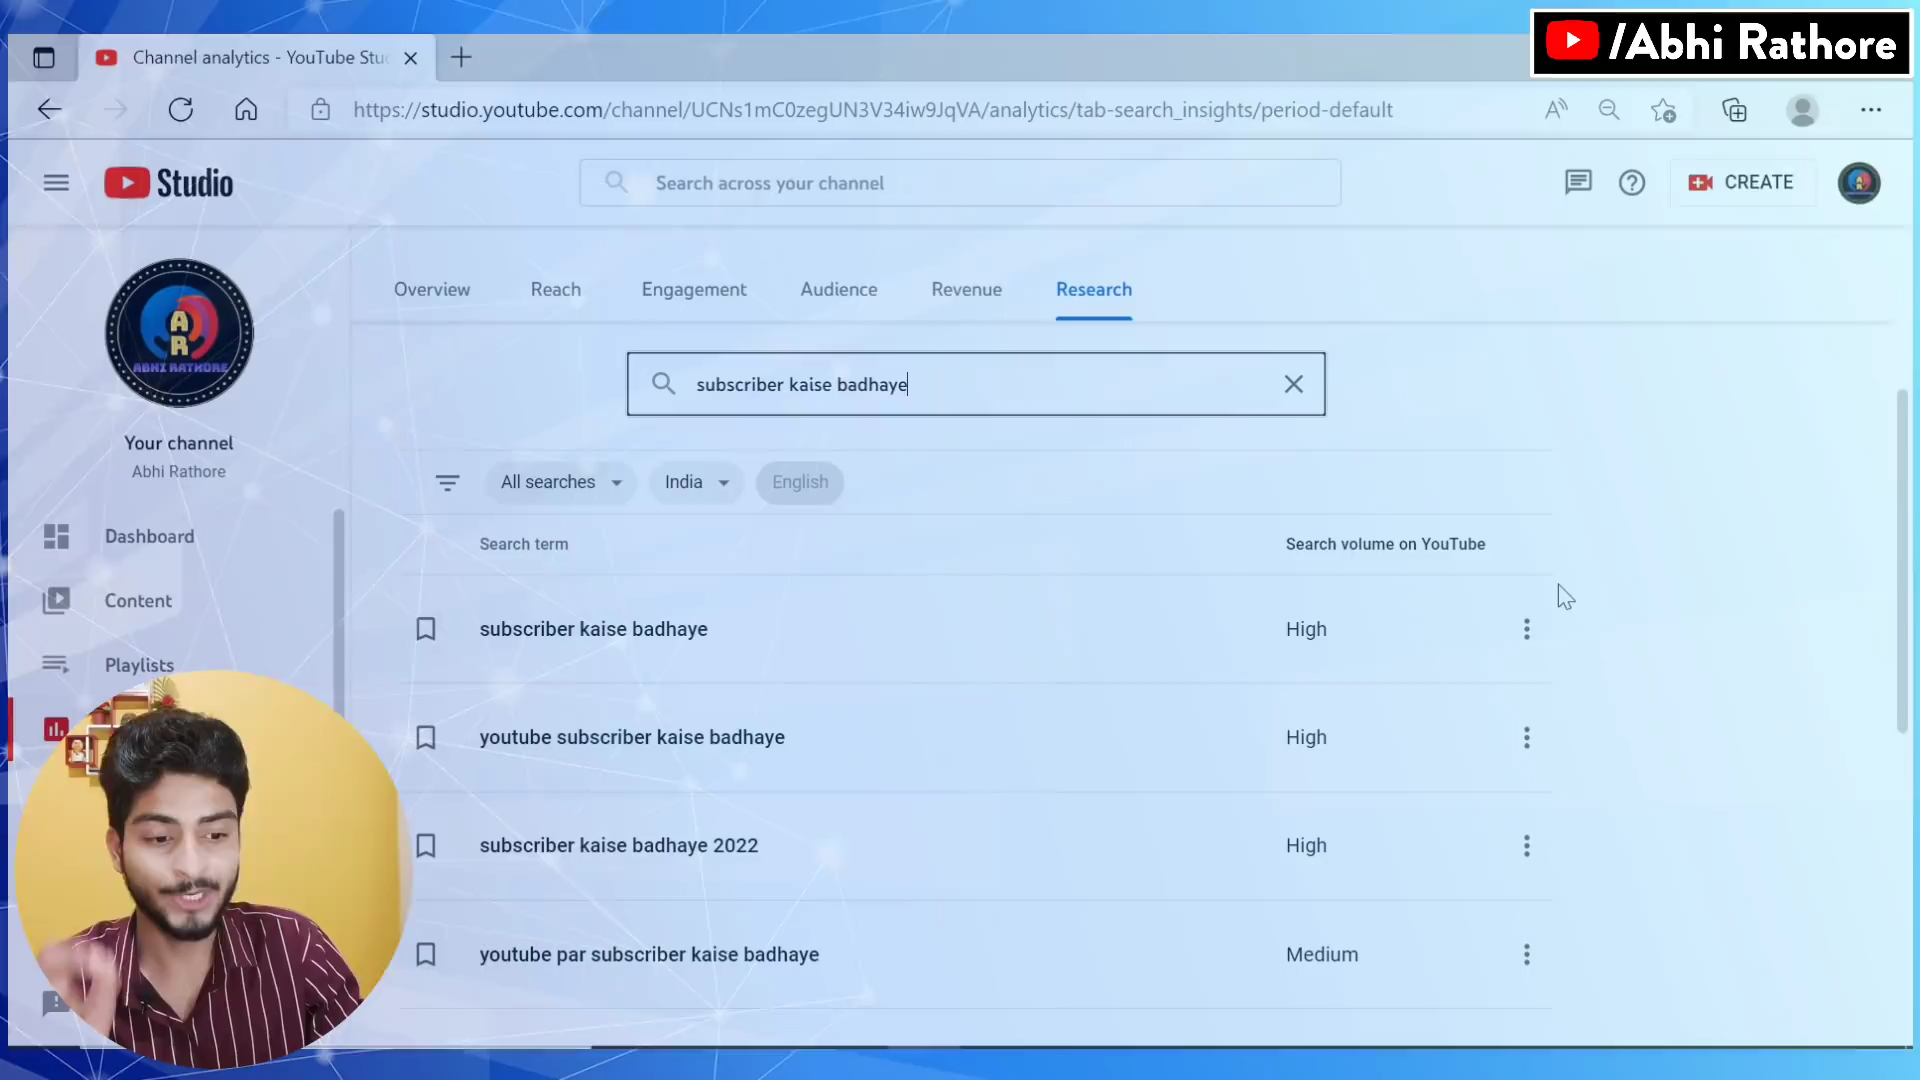 /Abhi Rathore
Channel analytics - YouTube Stu
https://studio.youtube.com/channel/UCNs1mC0zegUN3V34iw9JqVA/analytics/tab-search_insights/period-default
Studio
Search across your channel
CREATE
AR
ABHI RATHORE
Your channel
Abhi Rathore
Overview
Reach
Engagement
Audience
Revenue
Research
subscriber kaise badhaye
All searches
India
English
Dashboard
Content
Playlists
Search term
Search volume on YouTube
subscriber kaise badhaye
High
youtube subscriber kaise badhaye
High
subscriber kaise badhaye 2022
High
youtube par subscriber kaise badhaye
Medium